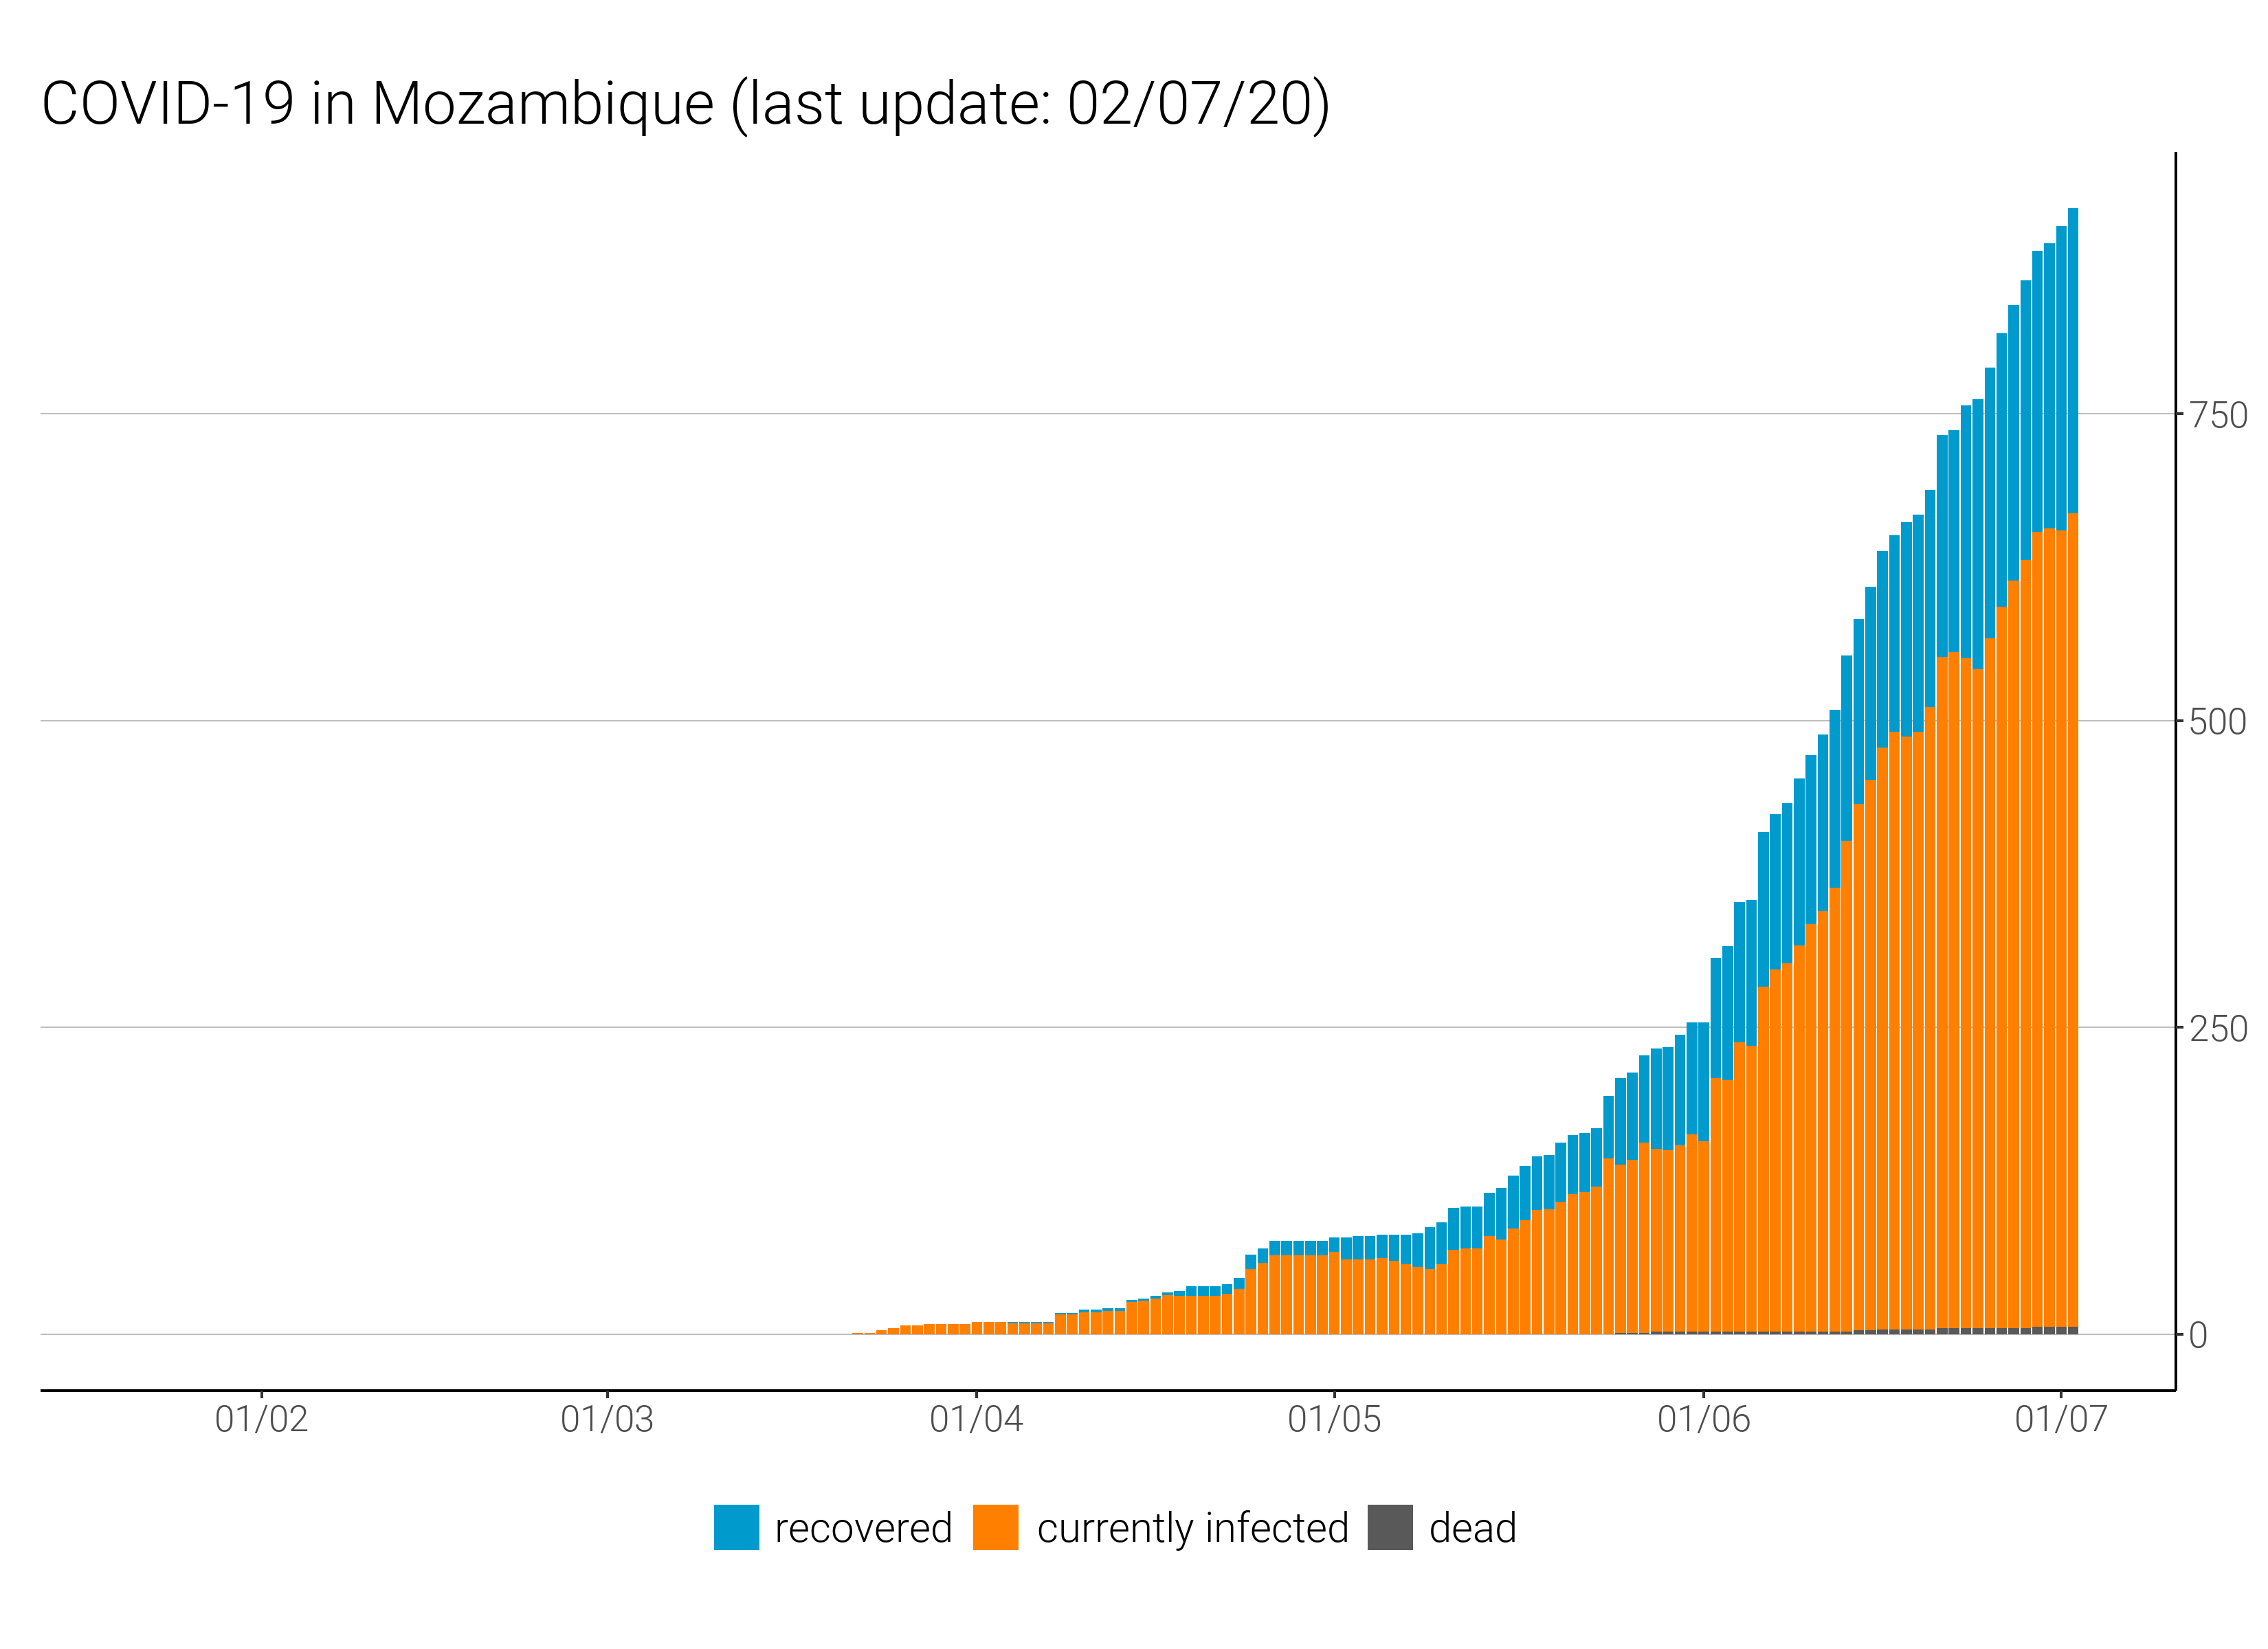 COVID-19 in Mozambique (last update: 02/07/20)
750
500
250
0
01/02 01/03 01/04 01/05 01/06 01/07
recovered currently infected dead